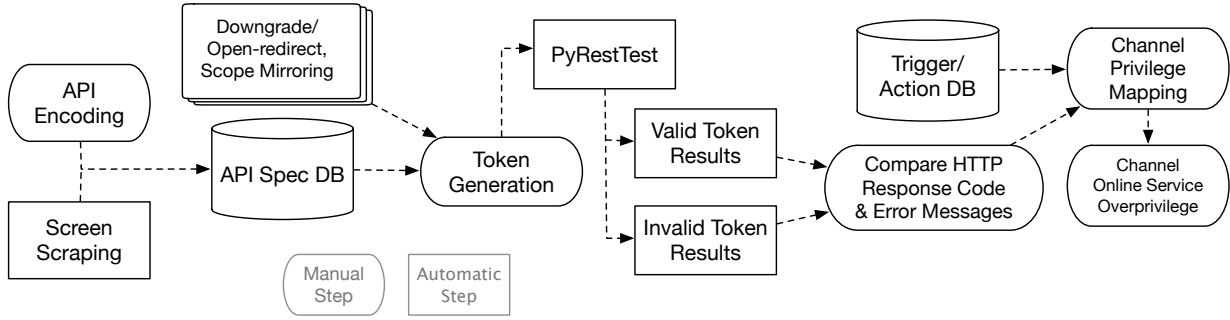 API
Encoding
Screen
Scraping
Downgrade/
Open-redirect,
Scope Mirroring
API Spec DB
Token
Generation
PyRestTest
Valid Token
Results
Invalid Token
Results
Compare HTTP
Response Code
& Error Messages
Trigger/
Action DB
Channel
Privilege
Mapping
Channel
Online Service
Overprivilege
Manual
Step
Automatic
Step